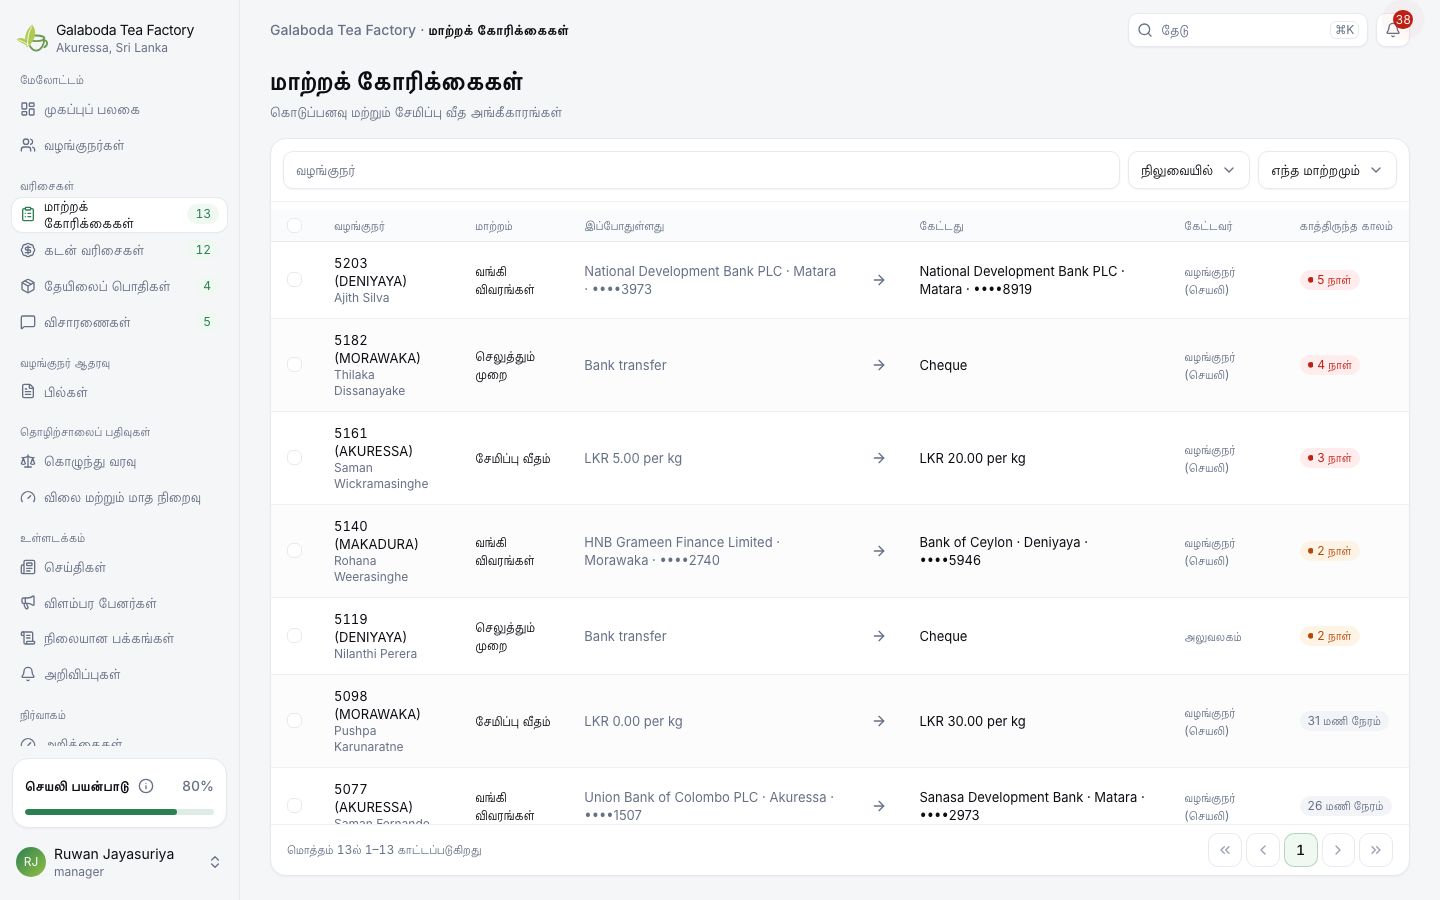 Galaboda Tea Factory
Akuressa, Sri Lanka
மேலோட்டம்
முகப்புப் பலகை
வழங்குநர்கள்
வரிசைகள்
மாற்றக்
கோரிக்கைகள்
13
கடன் வரிசைகள்
12
தேயிலைப் பொதிகள்
4
விசாரணைகள்
5
வழங்குநர் ஆதரவு
பில்கள்
தொழிற்சாலைப் பதிவுகள்
கொழுந்து வரவு
விலை மற்றும் மாத நிறைவு
உள்ளடக்கம்
செய்திகள்
விளம்பர பேனர்கள்
நிலையான பக்கங்கள்
அறிவிப்புகள்
நிர்வாகம்
அறிக்கைகள்
செயலி பயன்பாடு
80%
RJ
Ruwan Jayasuriya
manager
Galaboda Tea Factory · மாற்றக் கோரிக்கைகள்
தேடு
⌘K
38
மாற்றக் கோரிக்கைகள்
கொடுப்பனவு மற்றும் சேமிப்பு வீத அங்கீகாரங்கள்
வழங்குநர்
நிலுவையில்
எந்த மாற்றமும்
வழங்குநர் மாற்றம் இப்போதுள்ளது கேட்டது கேட்டவர் காத்திருந்த காலம்
5203
(DENIYAYA)
Ajith Silva
வங்கி
விவரங்கள்
National Development Bank PLC · Matara
· ••••3973
→
National Development Bank PLC ·
Matara · ••••8919
வழங்குநர்
(செயலி)
5 நாள்
5182
(MORAWAKA)
Thilaka
Dissanayake
செலுத்தும்
முறை
Bank transfer
→
Cheque
வழங்குநர்
(செயலி)
4 நாள்
5161
(AKURESSA)
Saman
Wickramasinghe
சேமிப்பு வீதம்
LKR 5.00 per kg
→
LKR 20.00 per kg
வழங்குநர்
(செயலி)
3 நாள்
5140
(MAKADURA)
Rohana
Weerasinghe
வங்கி
விவரங்கள்
HNB Grameen Finance Limited ·
Morawaka · ••••2740
→
Bank of Ceylon · Deniyaya ·
••••5946
வழங்குநர்
(செயலி)
2 நாள்
5119
(DENIYAYA)
Nilanthi Perera
செலுத்தும்
முறை
Bank transfer
→
Cheque
அலுவலகம்
2 நாள்
5098
(MORAWAKA)
Pushpa
Karunaratne
சேமிப்பு வீதம்
LKR 0.00 per kg
→
LKR 30.00 per kg
வழங்குநர்
(செயலி)
31 மணி நேரம்
5077
(AKURESSA)
Saman Fernando
வங்கி
விவரங்கள்
Union Bank of Colombo PLC · Akuressa ·
••••1507
→
Sanasa Development Bank · Matara ·
••••2973
வழங்குநர்
(செயலி)
26 மணி நேரம்
மொத்தம் 13ல் 1–13 காட்டப்படுகிறது
1